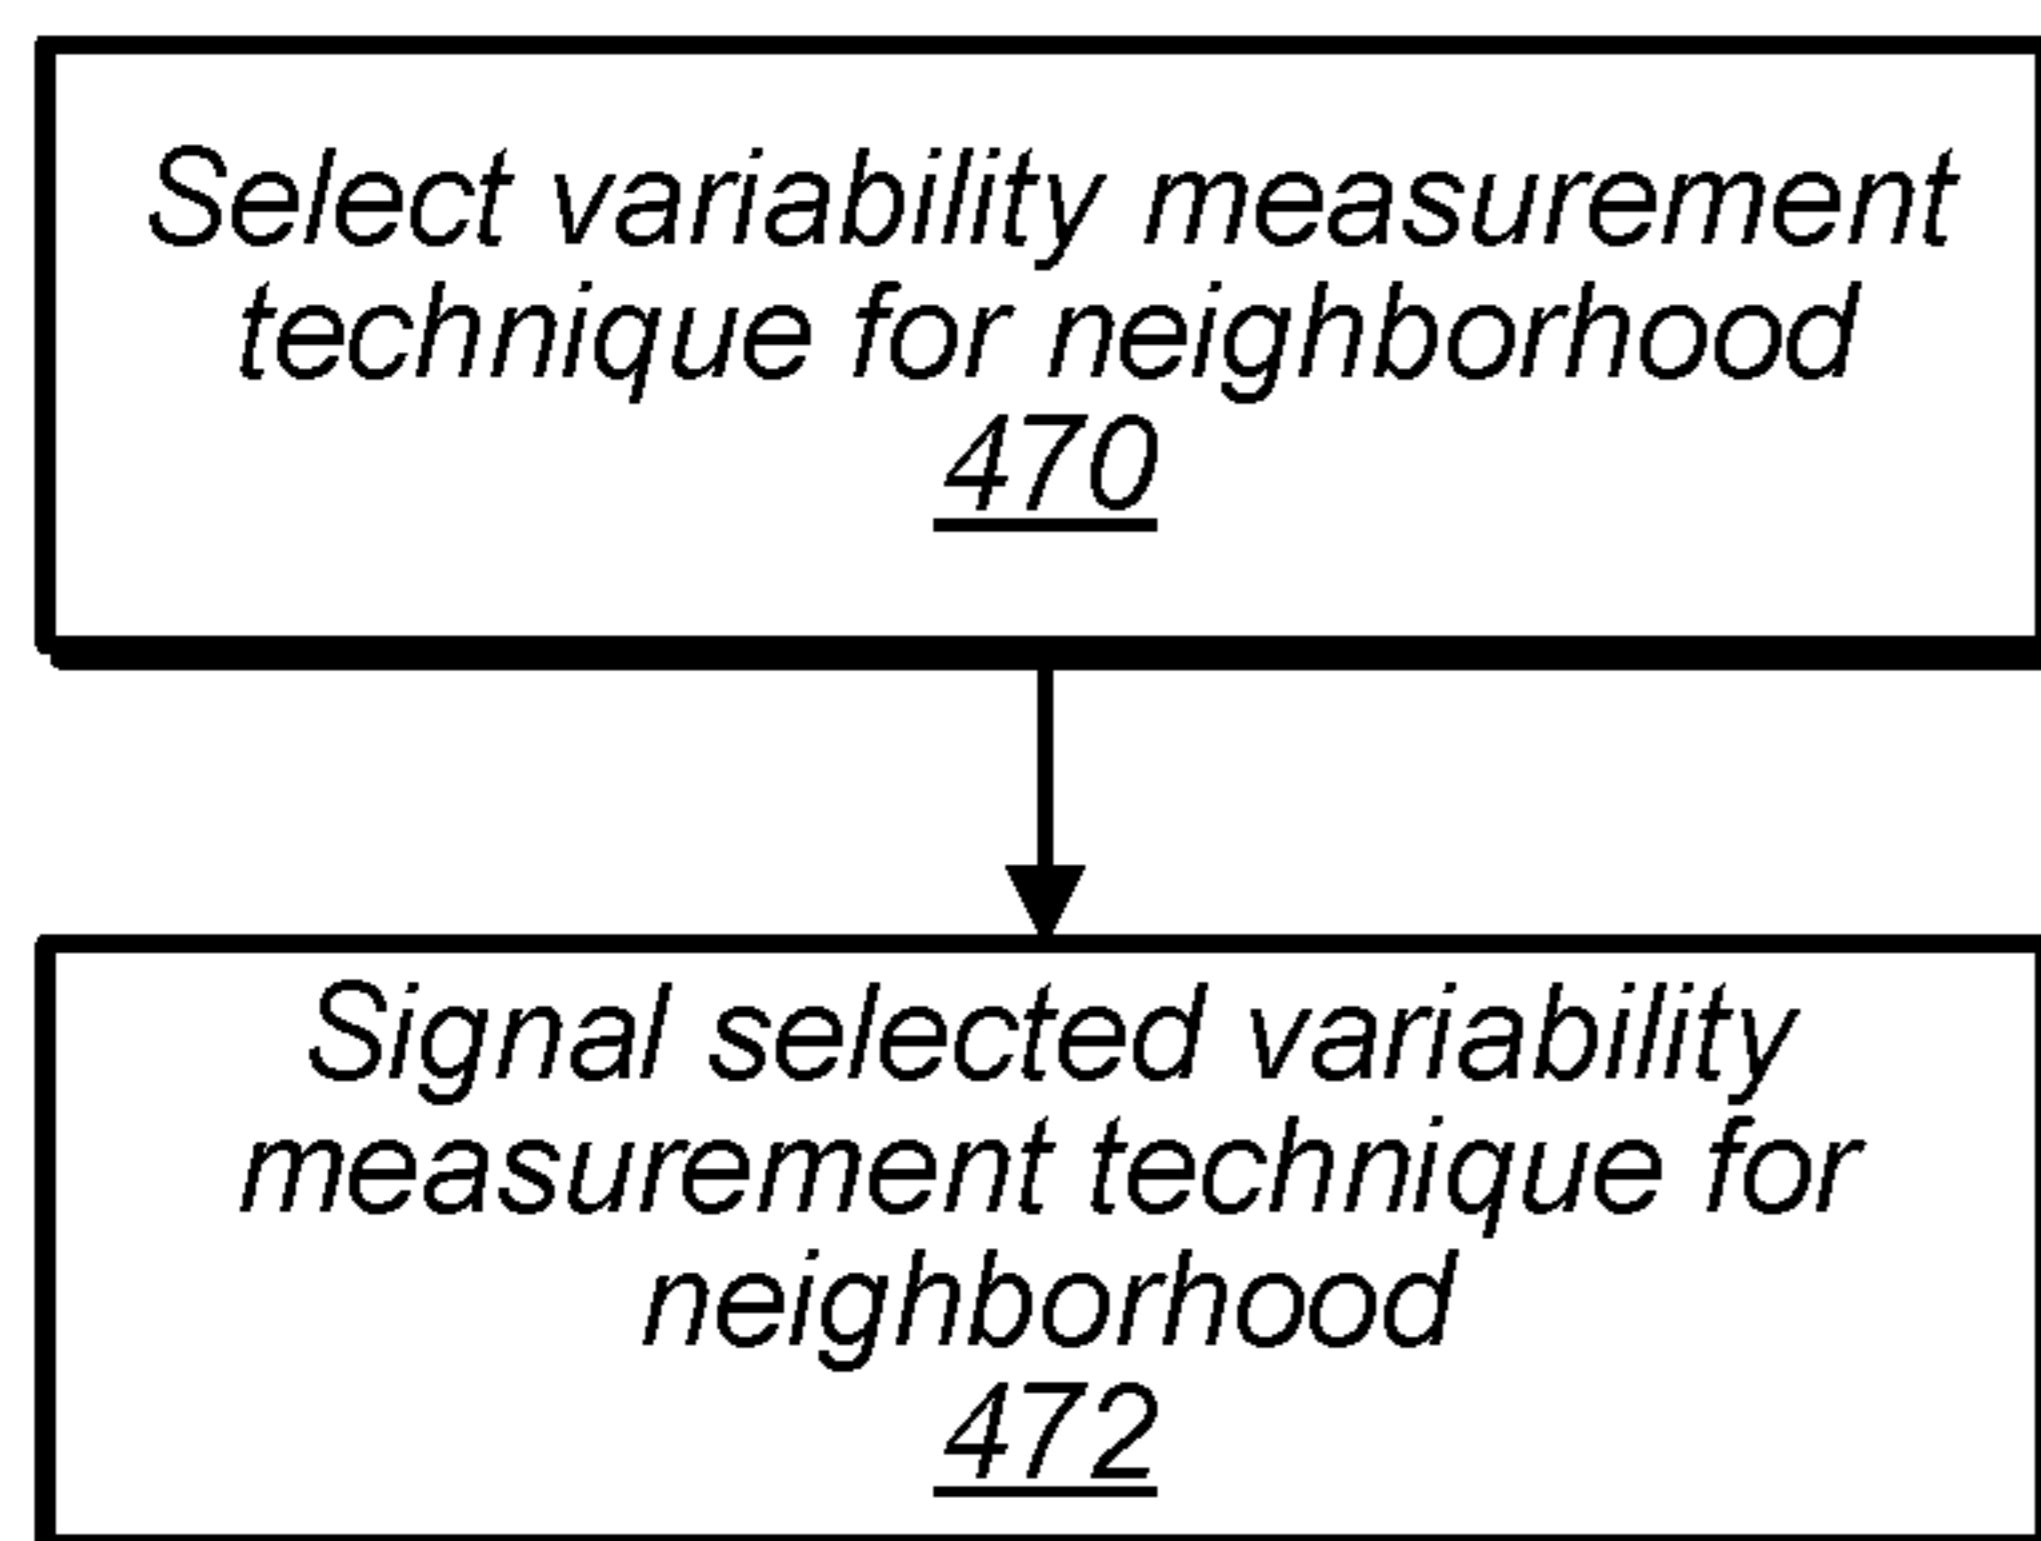 Select variability measurement
technique for neighborhood
470
Signal selected variability
measurement technique for
neighborhood
472